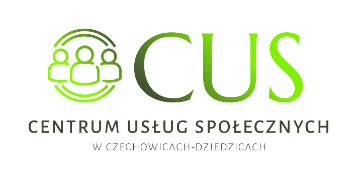 CUS
CENTRUM USŁUG SPOŁECZNYCH
W CZECHOWICACH-DZIEDZICACH